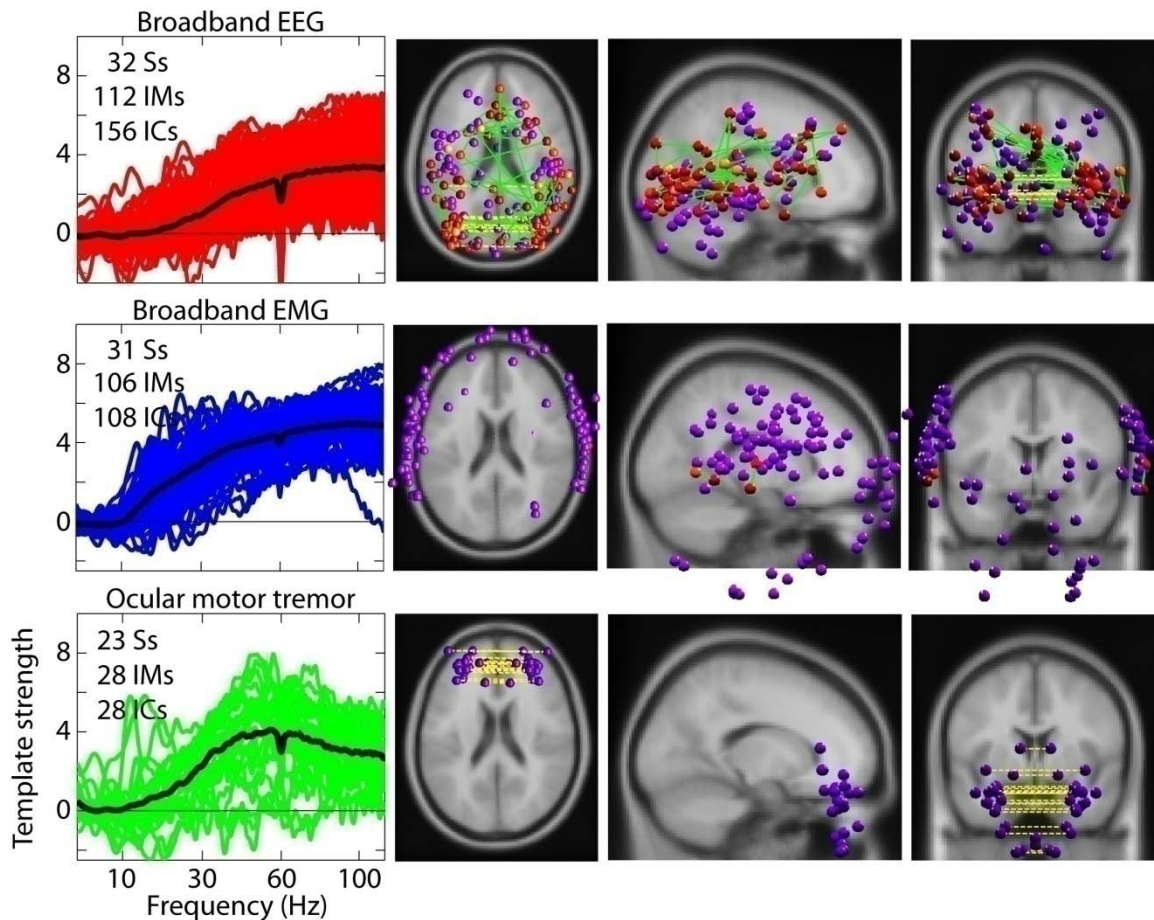 Broadband EEG
8
4
0
32 Ss
112 IMs
156 ICs
Broadband EMG
8
4
0
31 Ss
106 IMs
108 ICs
Ocular motor tremor
Template strength
8
4
0
23 Ss
28 IMs
28 ICs
10 30 60 100
Frequency (Hz)